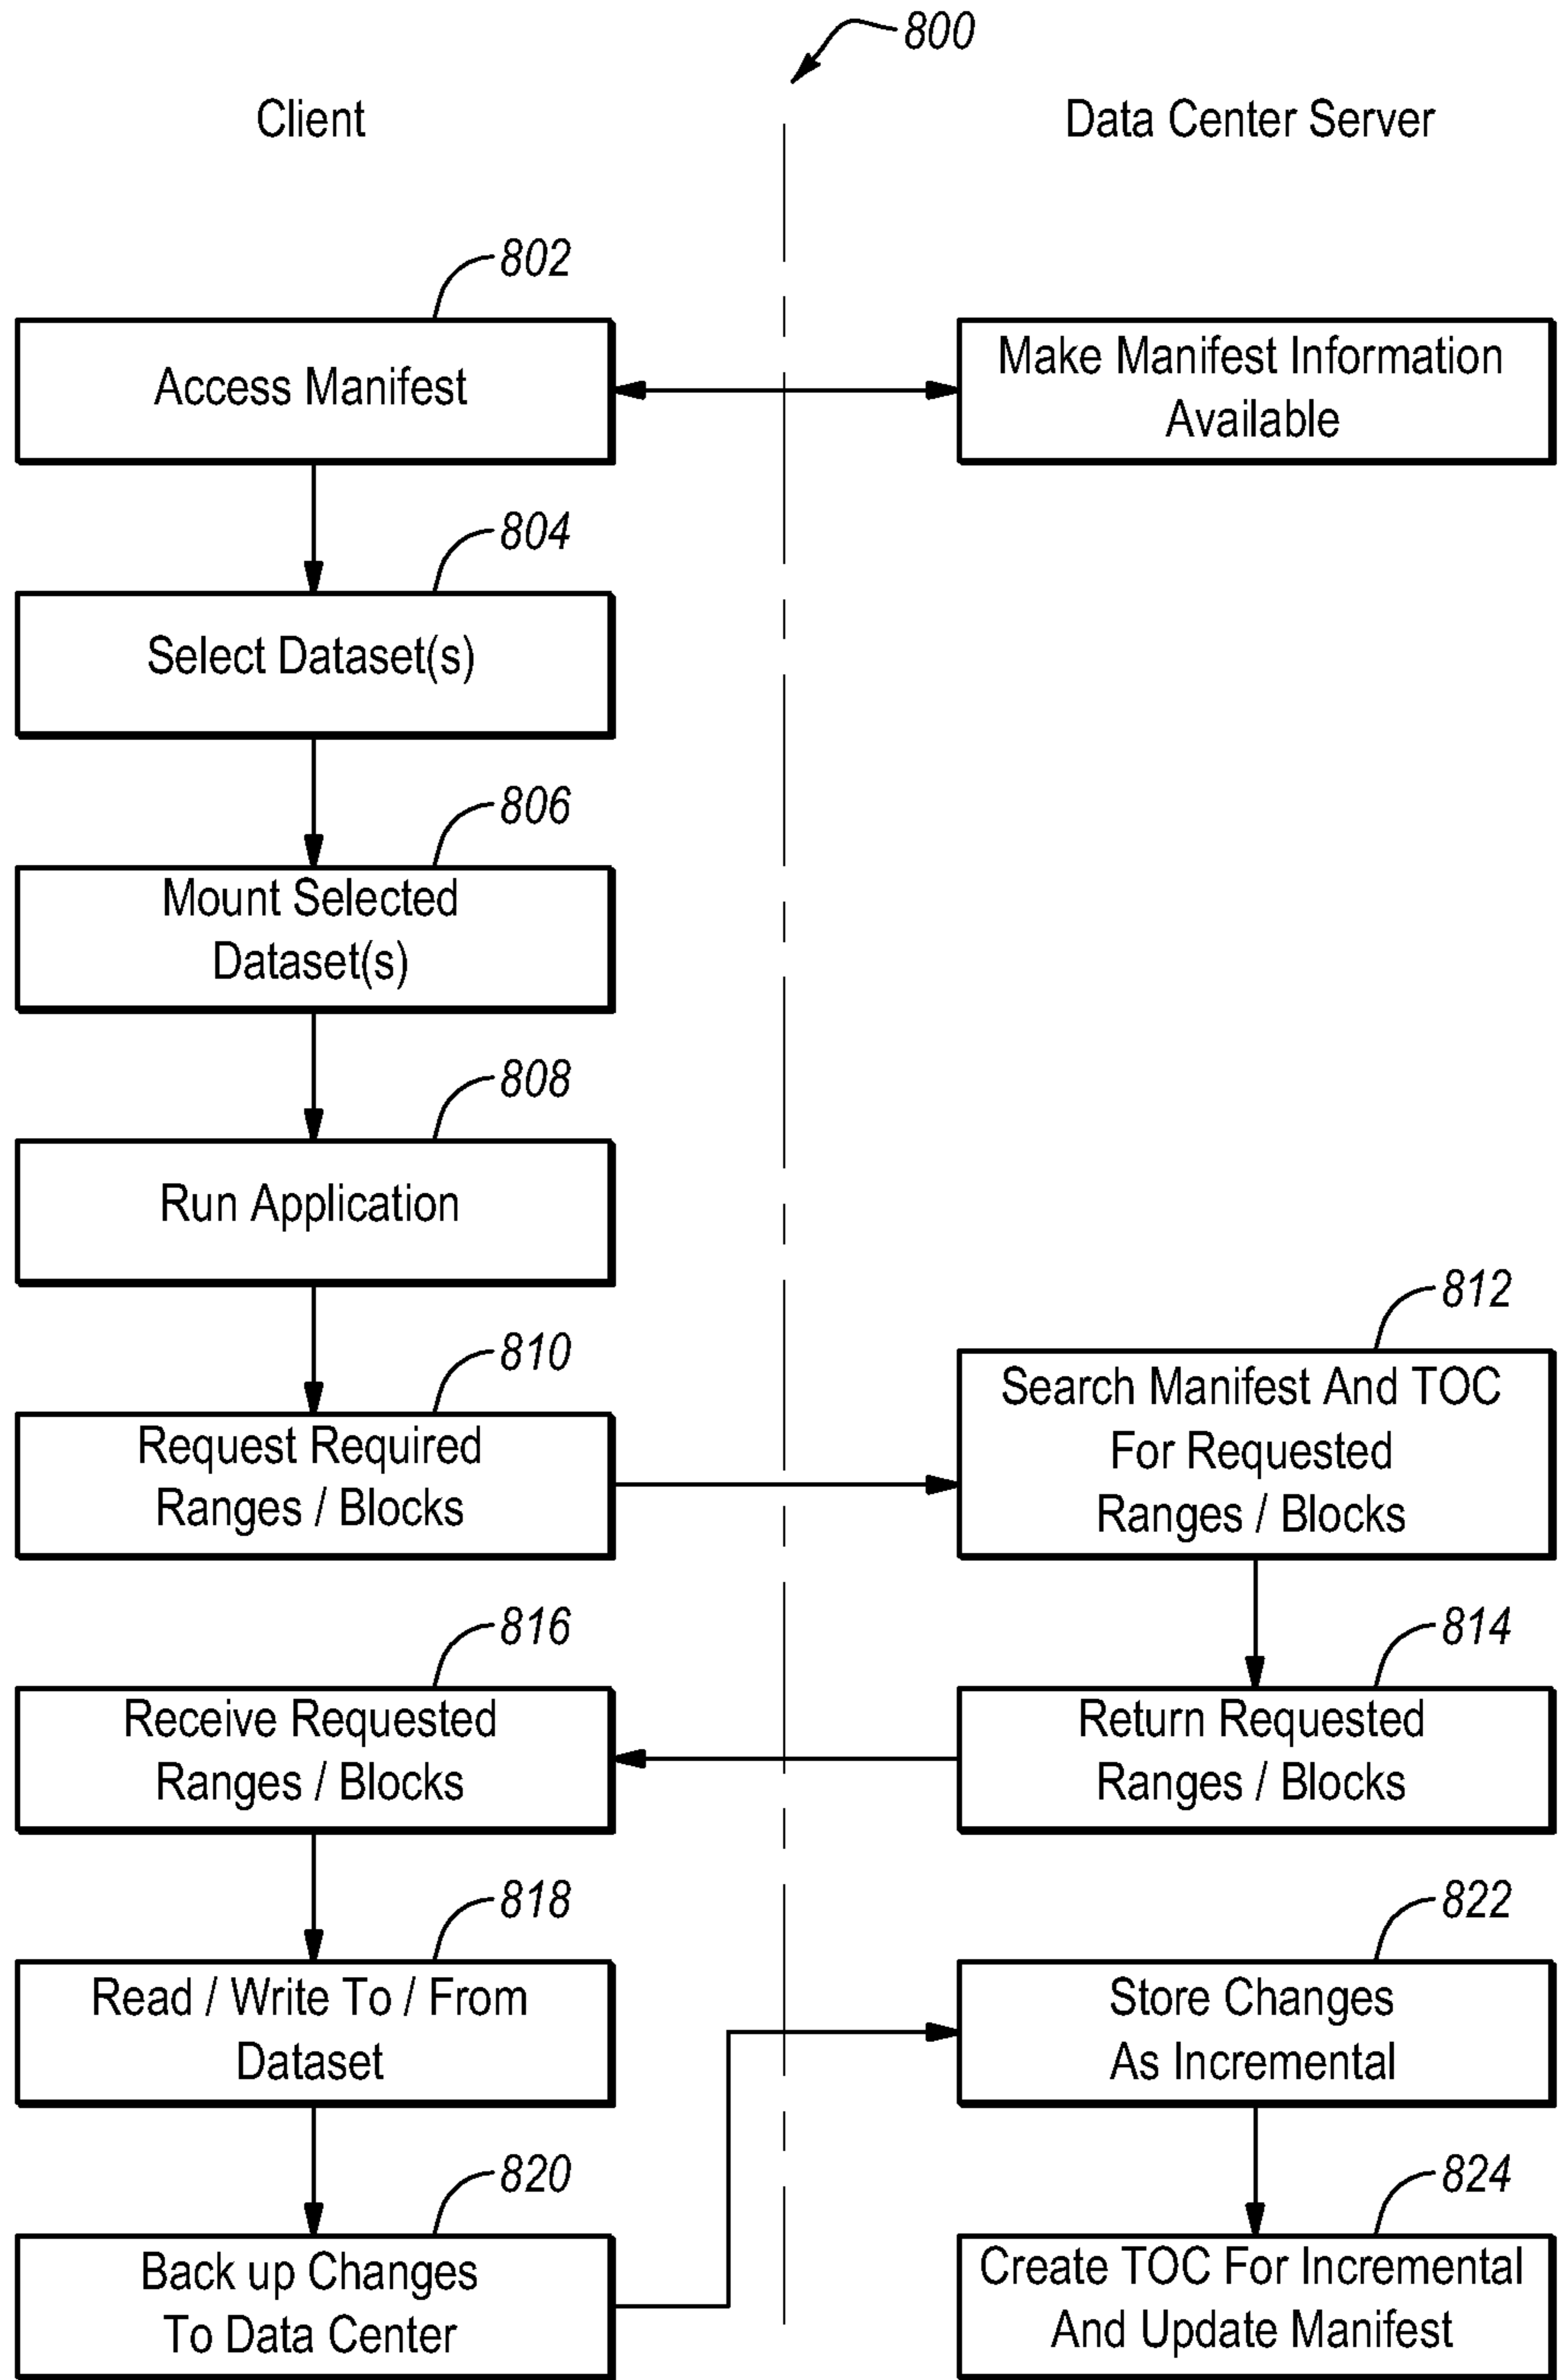 800
Client
Data Center Server
802
Access Manifest
Make Manifest Information
Available
804
Select Dataset(s)
806
Mount Selected
Dataset(s)
808
Run Application
810
Request Required
Ranges / Blocks
812
Search Manifest And TOC
For Requested
Ranges / Blocks
814
Return Requested
Ranges / Blocks
816
Receive Requested
Ranges / Blocks
818
Read / Write To / From
Dataset
820
Back up Changes
To Data Center
822
Store Changes
As Incremental
824
Create TOC For Incremental
And Update Manifest